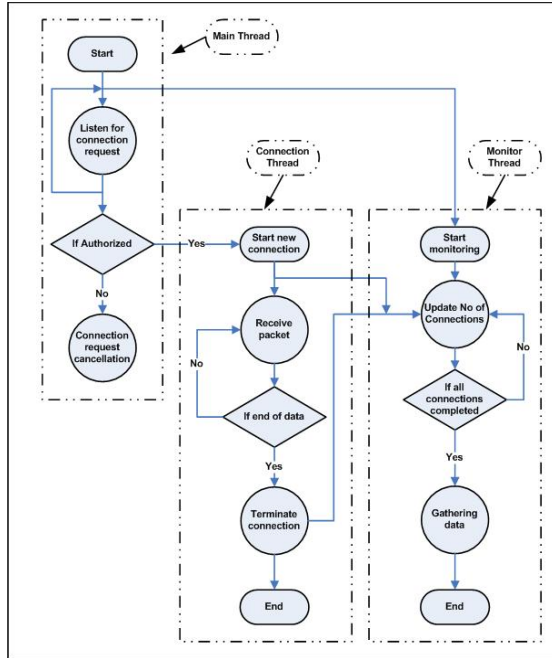 Main Thread
Start
Listen for
connection
request
If Authorized
Yes
No
Connection
request
cancellation
Connection
Thread
Start new
connection
Receive
packet
No
If end of data
Yes
Terminate
connection
End
Monitor
Thread
Start
monitoring
Update No of
Connections
No
If all
connections
completed
Yes
Gathering
data
End